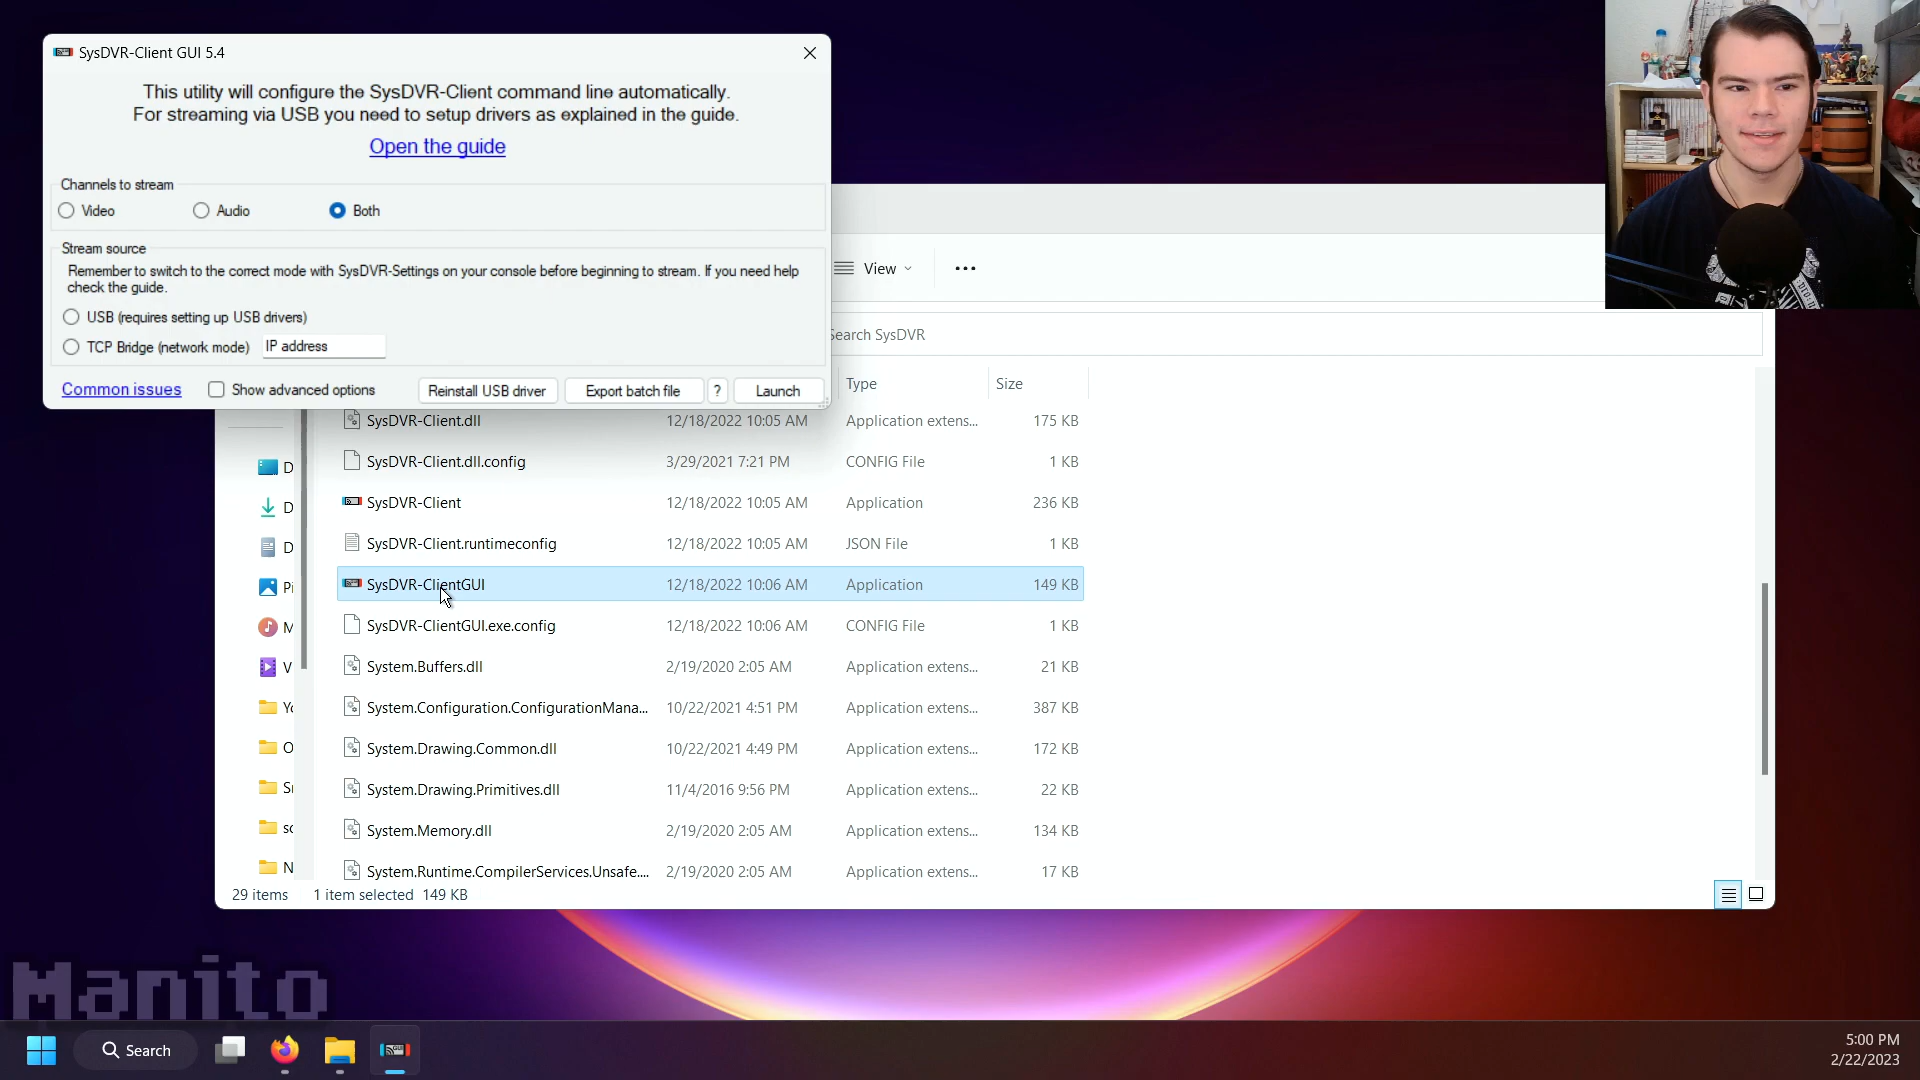 SysDVR-Client GUI 5.4
This utility will configure the SysDVR-Client command line automatically.
For streaming via USB you need to setup drivers as explained in the guide.
Open the guide
Channels to stream
Video
Audio
Both
Stream source
Remember to switch to the correct mode with SysDVR-Settings on your console before beginning to stream. If you need help
check the guide.
USB (requires setting up USB drivers)
TCP Bridge (network mode)
IP address
Common issues
Show advanced options
Reinstall USB driver
Export batch file
?
Launch
View
Search SysDVR
Type
Size
SysDVR-Client.dll 12/18/2022 10:05 AM Application extens... 175 KB
SysDVR-Client.dll.config 3/29/2021 7:21 PM CONFIG File 1 KB
SysDVR-Client 12/18/2022 10:05 AM Application 236 KB
SysDVR-Client.runtimeconfig 12/18/2022 10:05 AM JSON File 1 KB
SysDVR-ClientGUI 12/18/2022 10:06 AM Application 149 KB
SysDVR-ClientGUI.exe.config 12/18/2022 10:06 AM CONFIG File 1 KB
System.Buffers.dll 2/19/2020 2:05 AM Application extens... 21 KB
System.Configuration.ConfigurationMana... 10/22/2021 4:51 PM Application extens... 387 KB
System.Drawing.Common.dll 10/22/2021 4:49 PM Application extens... 172 KB
System.Drawing.Primitives.dll 11/4/2016 9:56 PM Application extens... 22 KB
System.Memory.dll 2/19/2020 2:05 AM Application extens... 134 KB
System.Runtime.CompilerServices.Unsafe.... 2/19/2020 2:05 AM Application extens... 17 KB
D
D
D
Pi
M
V
Yo
O
S
sc
N
29 items 1 item selected 149 KB
Manito
Search
5:00 PM
2/22/2023